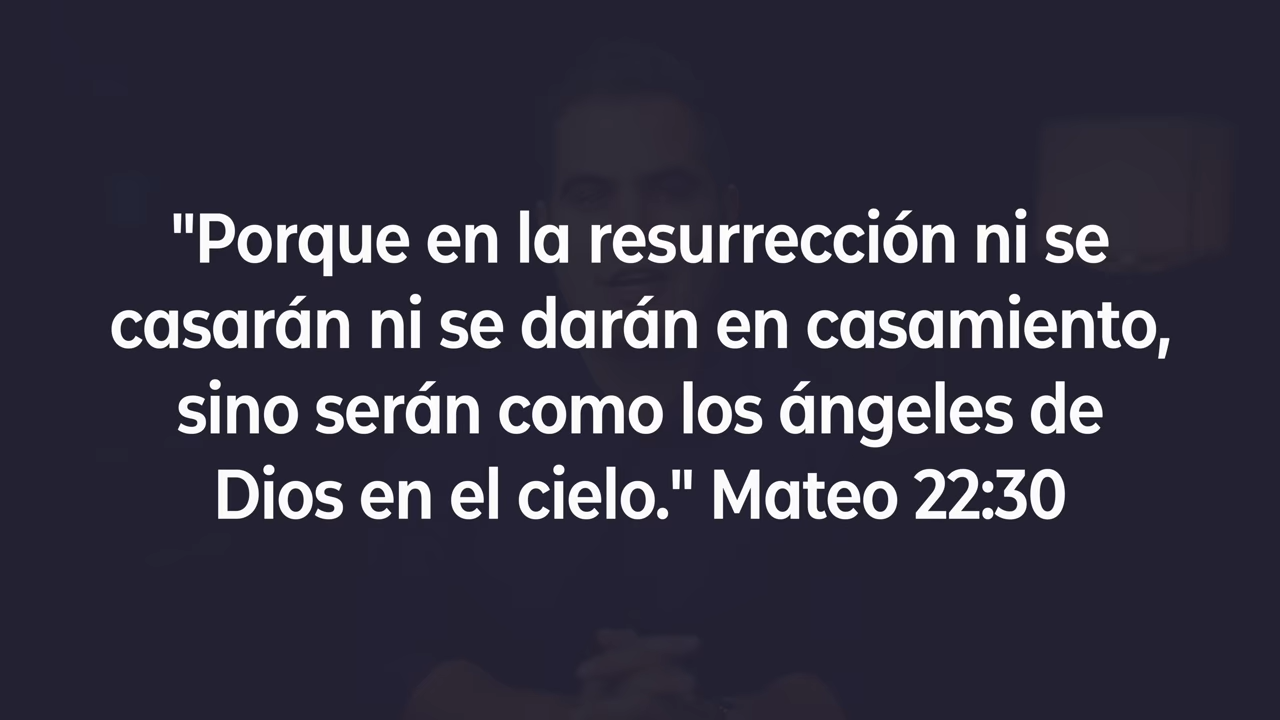 "Porque en la resurrección ni se
casarán ni se darán en casamiento,
sino serán como los ángeles de
Dios en el cielo." Mateo 22:30